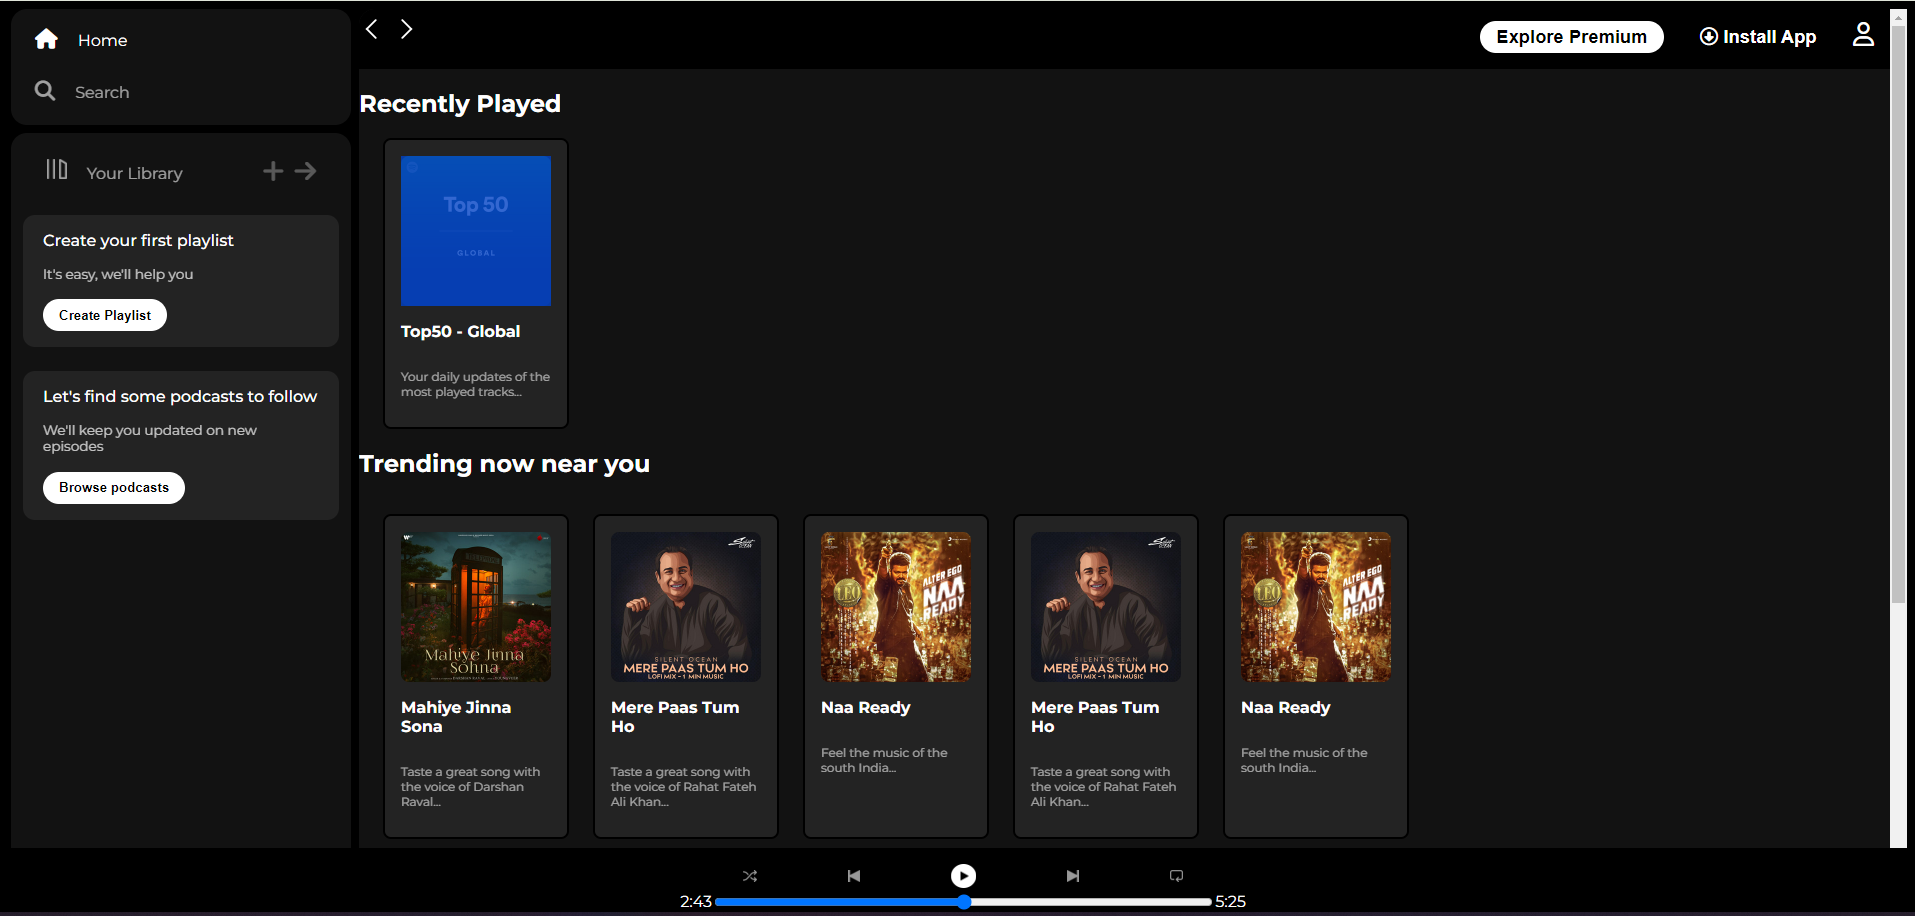 Home
Search
Your Library
Create your first playlist
It's easy, we'll help you
Create Playlist
Let's find some podcasts to follow
We'll keep you updated on new
episodes
Browse podcasts
Explore Premium
Install App
Recently Played
Top 50
GLOBAL
Top50 - Global
Your daily updates of the
most played tracks...
Trending now near you
Mahiye Jinna
Sohna
Mahiye Jinna
Sona
Taste a great song with
the voice of Darshan
Raval...
Silent
Ocean
SILENT OCEAN
MERE PAAS TUM HO
LOFI MIX - 1 MIN MUSIC
Mere Paas Tum
Ho
Taste a great song with
the voice of Rahat Fateh
Ali Khan...
LEO
ALTER EGO
NAA
READY
Naa Ready
Feel the music of the
south India...
Silent
Ocean
SILENT OCEAN
MERE PAAS TUM HO
LOFI MIX - 1 MIN MUSIC
Mere Paas Tum
Ho
Taste a great song with
the voice of Rahat Fateh
Ali Khan...
LEO
ALTER EGO
NAA
READY
Naa Ready
Feel the music of the
south India...
2:43
5:25